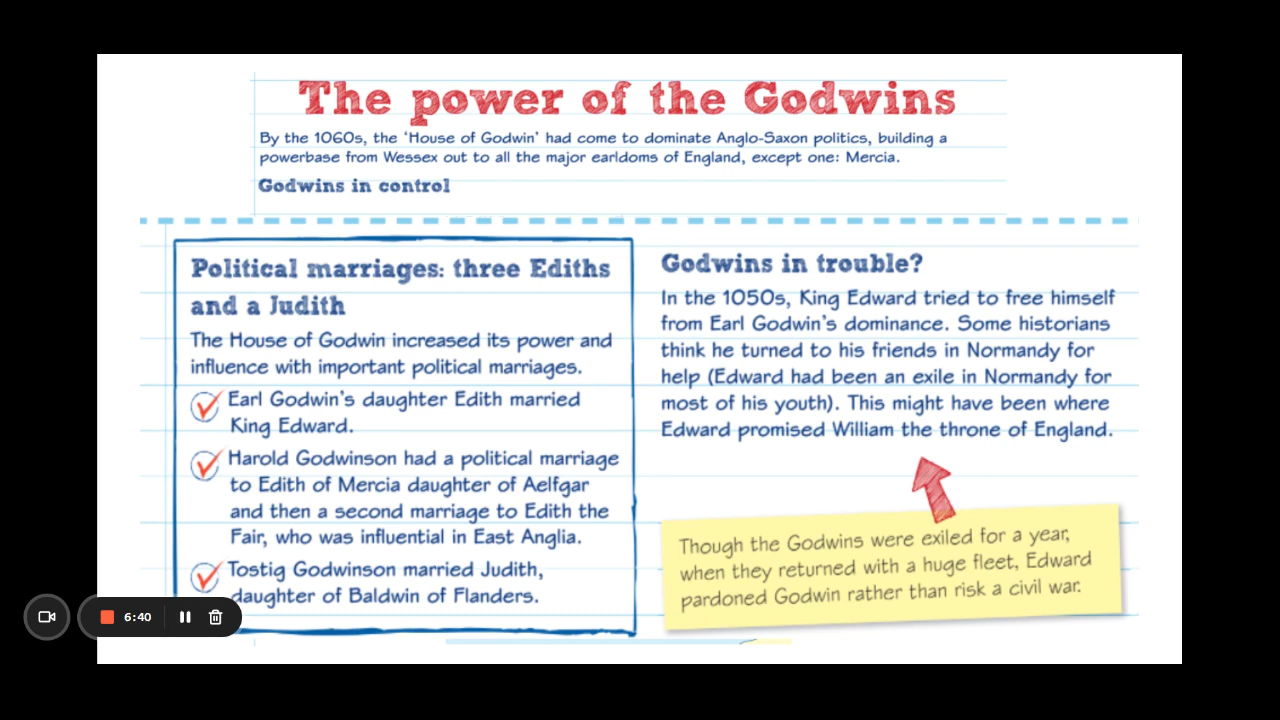 The power of the Godwins
By the 1060s, the ‘House of Godwin’ had come to dominate Anglo-Saxon politics, building a
powerbase from Wessex out to all the major earldoms of England, except one: Mercia.
Godwins in control
Political marriages: three Ediths
and a Judith
The House of Godwin increased its power and
influence with important political marriages.
Earl Godwin’s daughter Edith married
King Edward.
Harold Godwinson had a political marriage
to Edith of Mercia daughter of Aelfgar
and then a second marriage to Edith the
Fair, who was influential in East Anglia.
Tostig Godwinson married Judith,
daughter of Baldwin of Flanders.
Godwins in trouble?
In the 1050s, King Edward tried to free himself
from Earl Godwin’s dominance. Some historians
think he turned to his friends in Normandy for
help (Edward had been an exile in Normandy for
most of his youth). This might have been where
Edward promised William the throne of England.
Though the Godwins were exiled for a year,
when they returned with a huge fleet, Edward
pardoned Godwin rather than risk a civil war.
6:40